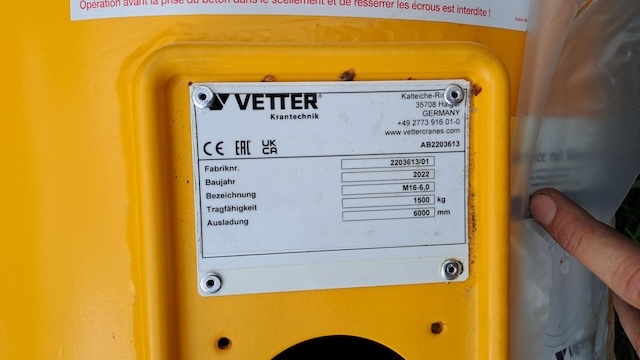 Opération avant la prise du béton dans le scellement et de resserrer les écrous est interdite !
VETTER
Krantechnik
35708
GERMANY
+49 2773 916 01-0
www.vettercranes.com
CE EAC UK CA
AB2203613
Fabriknr. 2203613/01
Baujahr 2022
Bezeichnung M16-6,0
Tragfähigkeit 1500 kg
Ausladung 6000 mm